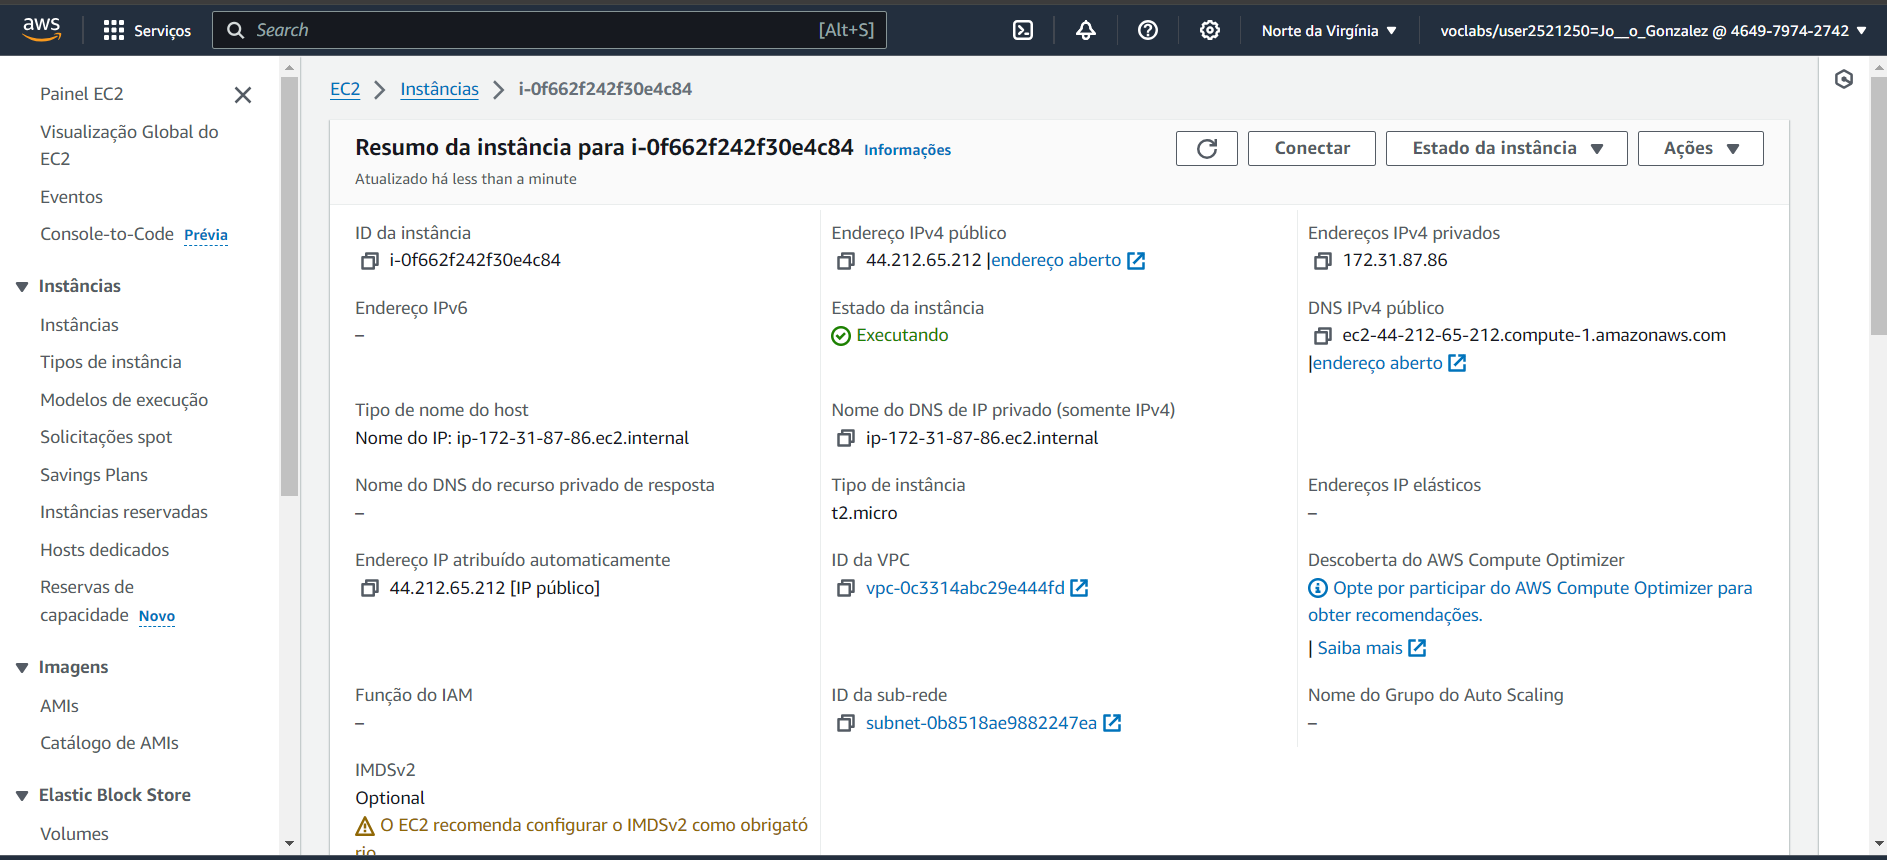 aws
Serviços
Search
[Alt+S]
Norte da Virgínia
voclabs/user2521250=Jo__o_Gonzalez @ 4649-7974-2742
Painel EC2
Visualização Global do
EC2
Eventos
Console-to-Code Prévia
Instâncias
Instâncias
Tipos de instância
Modelos de execução
Solicitações spot
Savings Plans
Instâncias reservadas
Hosts dedicados
Reservas de
capacidade Novo
Imagens
AMIs
Catálogo de AMIs
Elastic Block Store
Volumes
EC2
Instâncias
i-0f662f242f30e4c84
Resumo da instância para i-0f662f242f30e4c84 Informações
Atualizado há less than a minute
Conectar
Estado da instância
Ações
ID da instância
i-0f662f242f30e4c84
Endereço IPv4 público
44.212.65.212 |endereço aberto
Endereços IPv4 privados
172.31.87.86
Endereço IPv6
–
Estado da instância
Executando
DNS IPv4 público
ec2-44-212-65-212.compute-1.amazonaws.com
|endereço aberto
Tipo de nome do host
Nome do IP: ip-172-31-87-86.ec2.internal
Nome do DNS de IP privado (somente IPv4)
ip-172-31-87-86.ec2.internal
Nome do DNS do recurso privado de resposta
–
Tipo de instância
t2.micro
Endereços IP elásticos
–
Endereço IP atribuído automaticamente
44.212.65.212 [IP público]
ID da VPC
vpc-0c3314abc29e444fd
Descoberta do AWS Compute Optimizer
Opte por participar do AWS Compute Optimizer para
obter recomendações.
| Saiba mais
Função do IAM
–
ID da sub-rede
subnet-0b8518ae9882247ea
Nome do Grupo do Auto Scaling
–
IMDSv2
Optional
O EC2 recomenda configurar o IMDSv2 como obrigató
rio